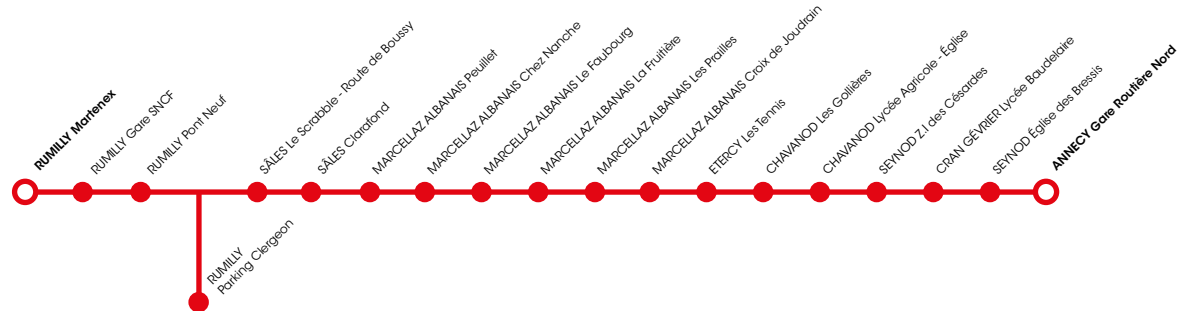 RUMILLY Martenex
RUMILLY Gare SNCF
RUMILLY Pont Neuf
RUMILLY
Parking Clergeon
SÂLES Le Scrabble - Route de Boussy
SÂLES Clarafond
MARCELLAZ ALBANAIS Peuillet
MARCELLAZ ALBANAIS Chez Nanche
MARCELLAZ ALBANAIS Le Faubourg
MARCELLAZ ALBANAIS La Fruitière
MARCELLAZ ALBANAIS Les Prailles
MARCELLAZ ALBANAIS Croix de Joudrain
ETERCY Les Tennis
CHAVANOD Les Gollières
CHAVANOD Lycée Agricole - Église
SEYNOD Z.I des Césardes
CRAN GÉVRIER Lycée Baudelaire
SEYNOD Église des Bressis
ANNECY Gare Routière Nord